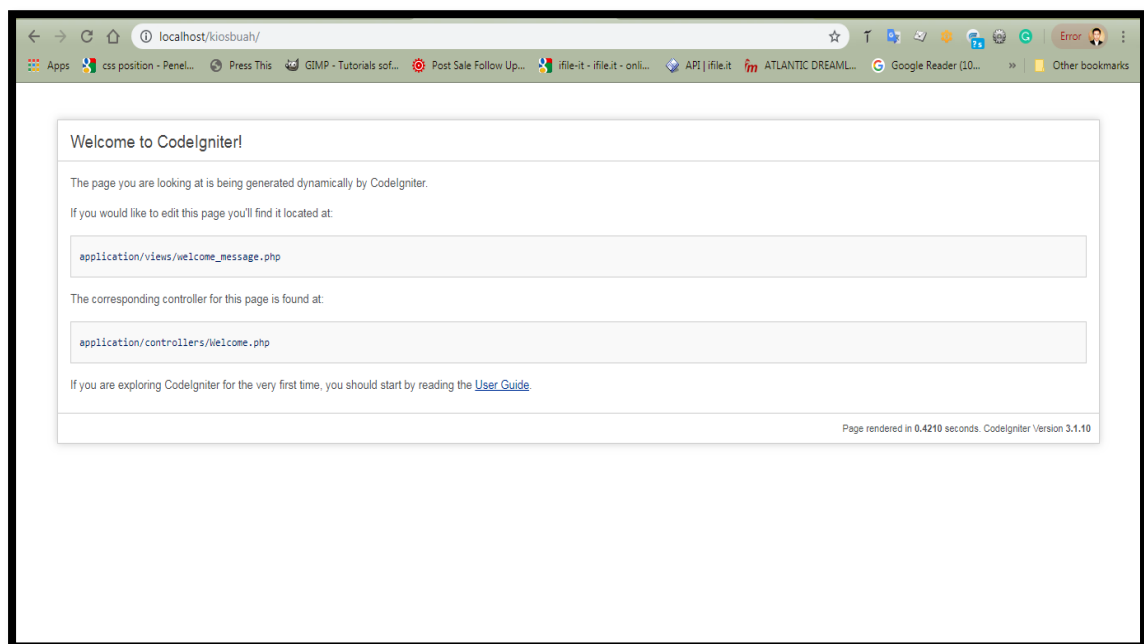 localhost/kiosbuah/
Error
Apps css position - Penel... Press This GIMP - Tutorials sof... Post Sale Follow Up... ifile-it - ifile.it - onli... API | ifile.it ATLANTIC DREAML... Google Reader (10... » Other bookmarks
Welcome to CodeIgniter!
The page you are looking at is being generated dynamically by CodeIgniter.
If you would like to edit this page you'll find it located at:
application/views/welcome_message.php
The corresponding controller for this page is found at:
application/controllers/Welcome.php
If you are exploring CodeIgniter for the very first time, you should start by reading the User Guide.
Page rendered in 0.4210 seconds. CodeIgniter Version 3.1.10